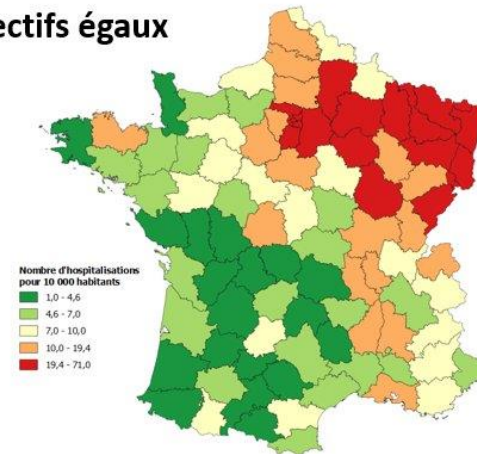 ectifs égaux
Nombre d'hospitalisations
pour 10 000 habitants
1,0 - 4,6
4,6 - 7,0
7,0 - 10,0
10,0 - 19,4
19,4 - 71,0